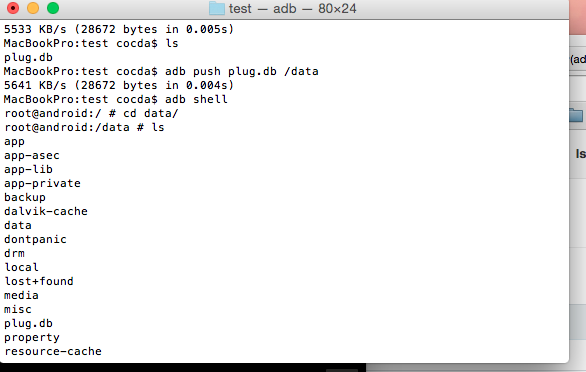 test — adb — 80×24
5533 KB/s (28672 bytes in 0.005s)
MacBookPro:test cocda$ ls
plug.db
MacBookPro:test cocda$ adb push plug.db /data
5641 KB/s (28672 bytes in 0.004s)
MacBookPro:test cocda$ adb shell
root@android:/ # cd data/
root@android:/data # ls
app
app-asec
app-lib
app-private
backup
dalvik-cache
data
dontpanic
drm
local
lost+found
media
misc
plug.db
property
resource-cache
(ad
ls